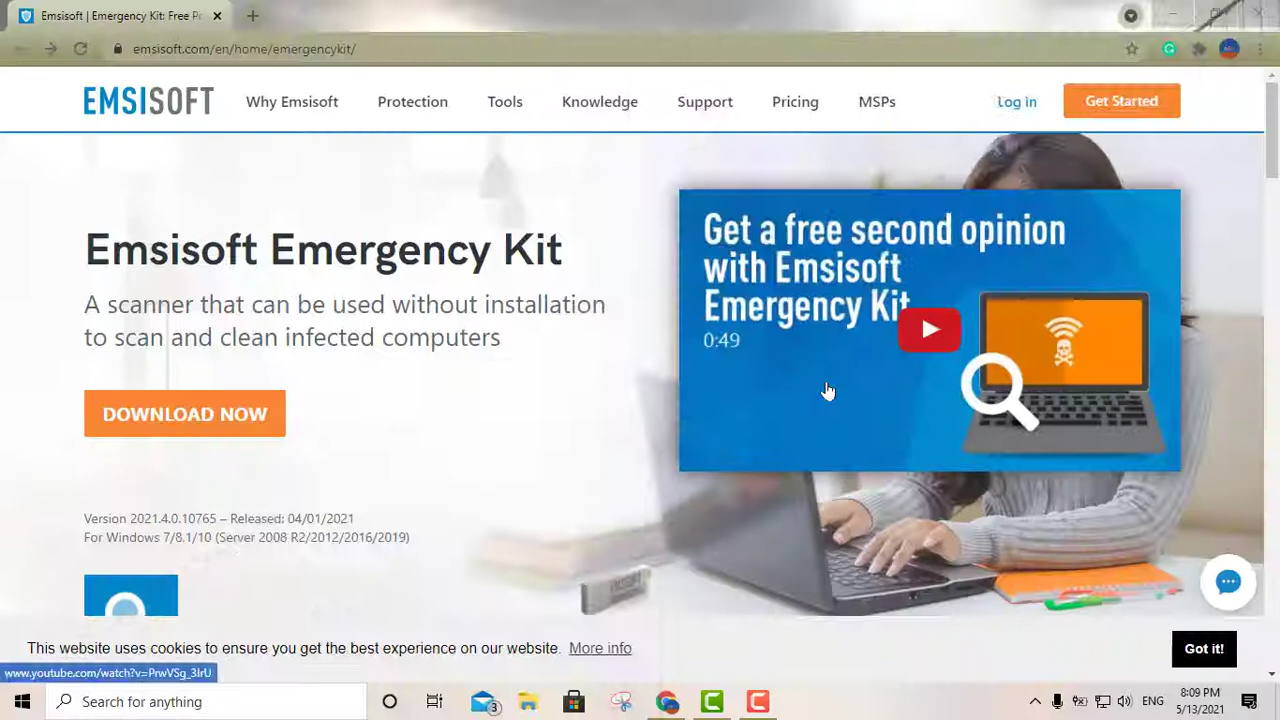 Emsisoft | Emergency Kit: Free P
emsisoft.com/en/home/emergencykit/
EMSISOFT
Why Emsisoft
Protection
Tools
Knowledge
Support
Pricing
MSPs
Log in
Get Started
Emsisoft Emergency Kit
A scanner that can be used without installation
to scan and clean infected computers
DOWNLOAD NOW
Version 2021.4.0.10765 – Released: 04/01/2021
For Windows 7/8.1/10 (Server 2008 R2/2012/2016/2019)
Get a free second opinion
with Emsisoft
Emergency Kit
0:49
EMSISOFT
This website uses cookies to ensure you get the best experience on our website. More info
Got it!
www.youtube.com/watch?v=PrwVSg_3IrU
Search for anything
3
ENG
8:09 PM
5/13/2021